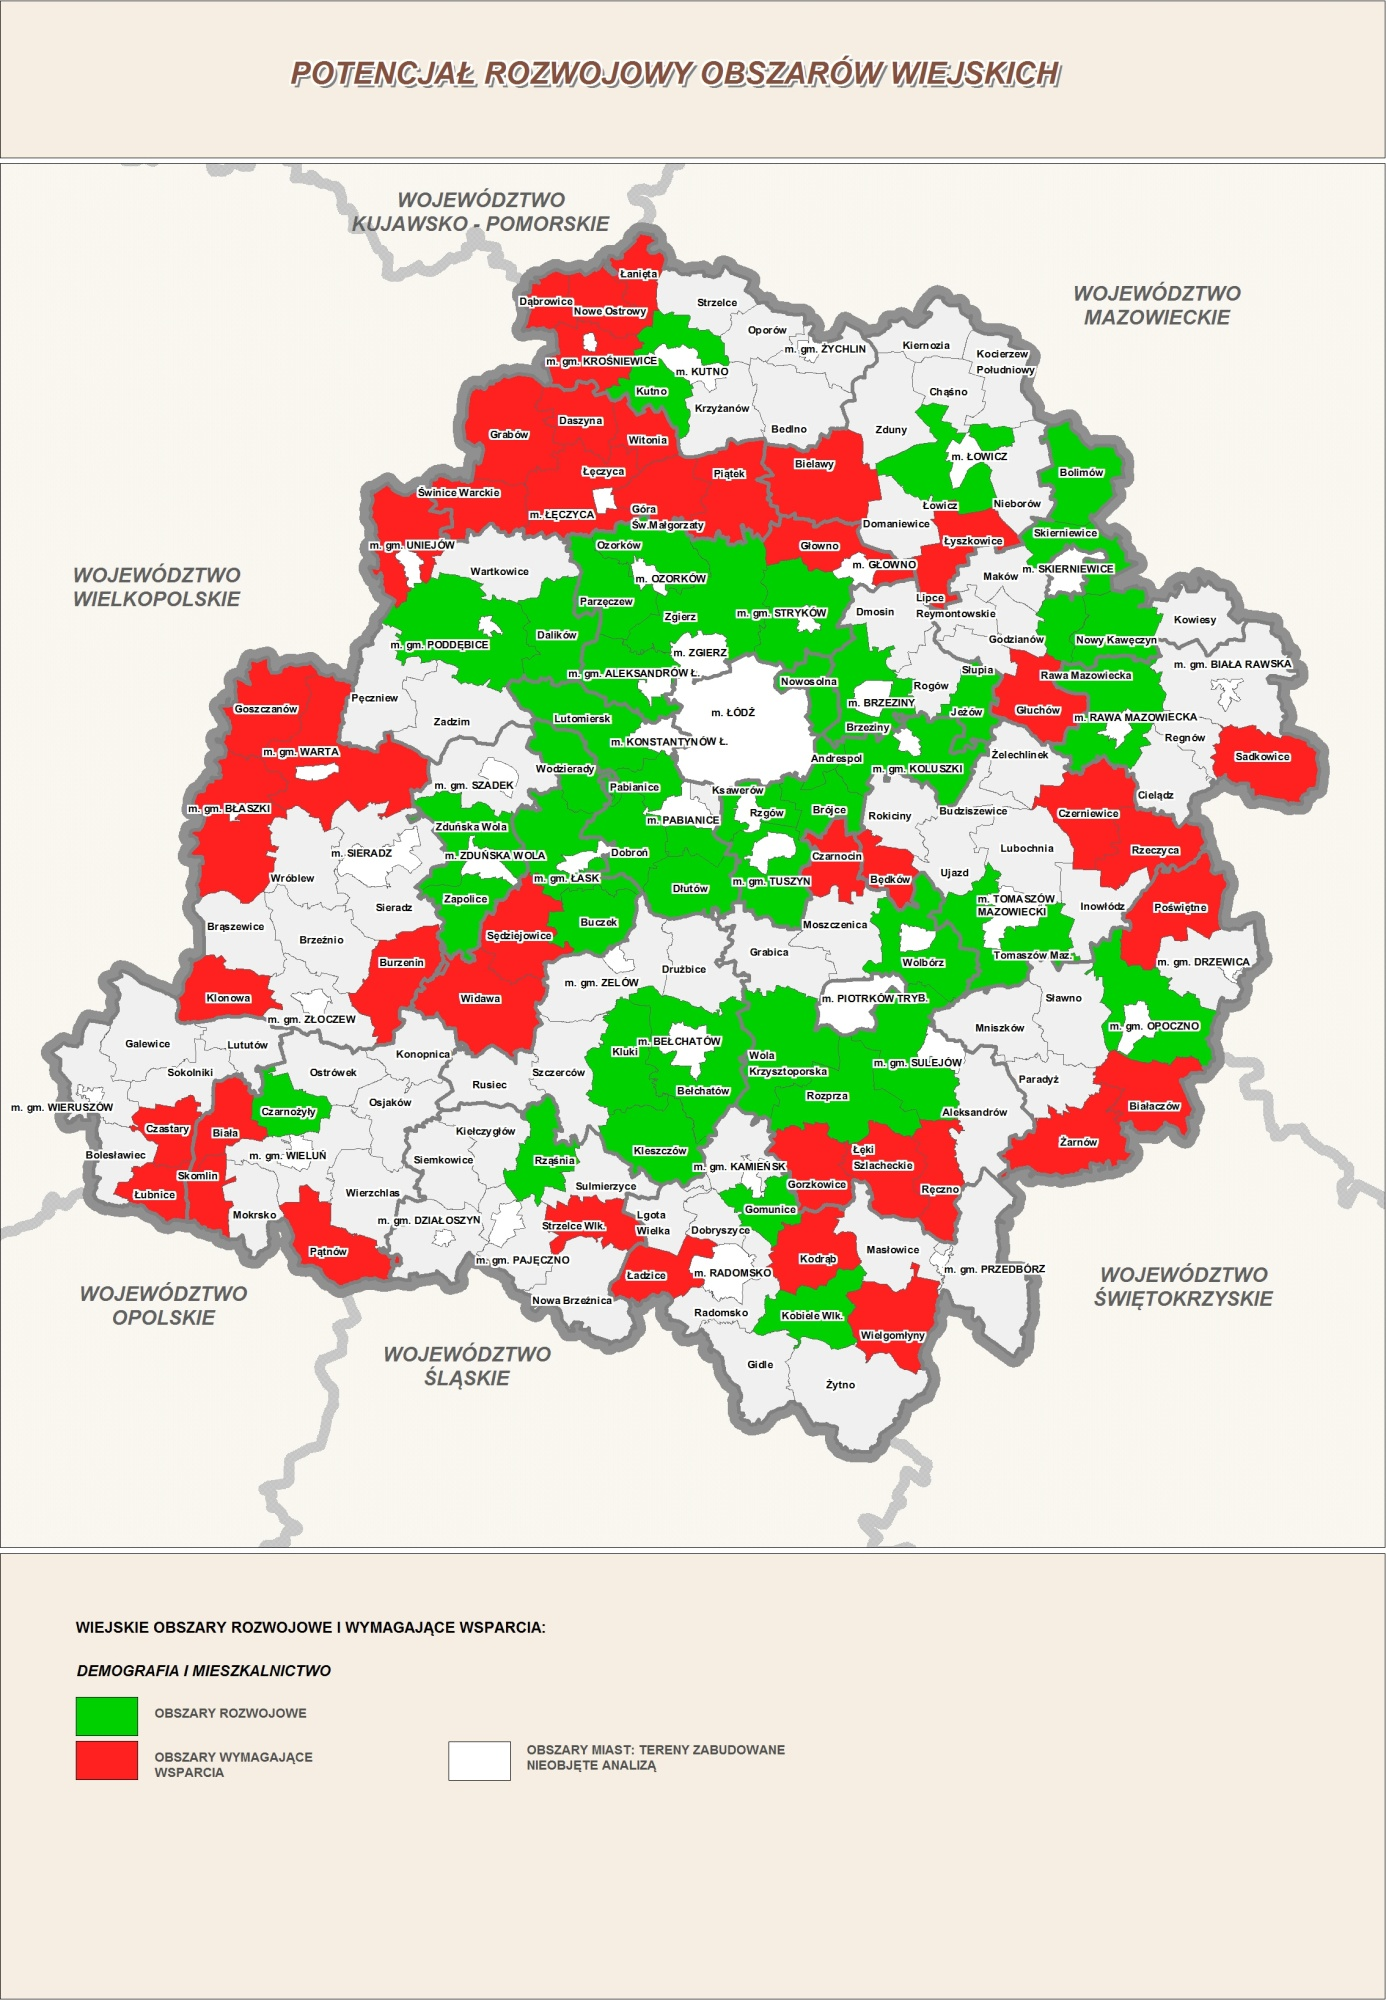 POTENCJAŁ ROZWOJOWY OBSZARÓW WIEJSKICH
WOJEWÓDZTWO
KUJAWSKO - POMORSKIE
WOJEWÓDZTWO
MAZOWIECKIE
WOJEWÓDZTWO
WIELKOPOLSKIE
WOJEWÓDZTWO
OPOLSKIE
WOJEWÓDZTWO
ŚLĄSKIE
WOJEWÓDZTWO
ŚWIĘTOKRZYSKIE
Łanięta
Dąbrowice
Nowe Ostrowy
Strzelce
Oporów
m. gm. ŻYCHLIN
Kiernozia
Kocierzew
Południowy
m. gm. KROŚNIEWICE
m. KUTNO
Kutno
Chąśno
Krzyżanów
Bedlno
Zduny
Grabów
Daszyna
Witonia
m. ŁOWICZ
Bielawy
Bolimów
Łęczyca
Piątek
Świnice Warckie
Łowicz
Nieborów
m. ŁĘCZYCA
Góra
Św.Małgorzaty
Domaniewice
Skierniewice
Łyszkowice
m. gm. UNIEJÓW
Ozorków
Głowno
m. GŁOWNO
m. SKIERNIEWICE
Wartkowice
m. OZORKÓW
Maków
Parzęczew
Zgierz
m. gm. STRYKÓW
Dmosin
Lipce
Reymontowskie
Kowiesy
Dalików
m. gm. PODDĘBICE
Godzianów
Nowy Kawęczyn
m. ZGIERZ
m. gm. ALEKSANDRÓW Ł.
Nowosolna
Słupia
Rawa Mazowiecka
m. gm. BIAŁA RAWSKA
Rogów
Pęczniew
Goszczanów
Zadzim
Lutomiersk
m. ŁÓDŹ
m. BRZEZINY
Brzeziny
Jeżów
Głuchów
m. RAWA MAZOWIECKA
m. gm. WARTA
m. KONSTANTYNÓW Ł.
Regnów
Andrespol
m. gm. KOLUSZKI
Żelechlinek
Sadkowice
Wodzierady
m. gm. SZADEK
Pabianice
Ksawerów
Cielądz
m. gm. BŁASZKI
m. PABIANICE
Rzgów
Brójce
Rokiciny
Budziszewice
Czerniewice
Zduńska Wola
m. SIERADZ
m. ZDUŃSKA WOLA
Dobroń
Czarnocin
Lubochnia
Rzeczyca
Wróblew
m. gm. ŁASK
Dłutów
m. gm. TUSZYN
Będków
Ujazd
Zapolice
m. TOMASZÓW
MAZOWIECKI
Inowłódz
Poświętne
Sieradz
Buczek
Brąszewice
Brzeźnio
Sędziejowice
Moszczenica
Grabica
Wolbórz
Tomaszów Maz.
m. gm. DRZEWICA
Burzenin
Drużbice
m. gm. ZELÓW
Klonowa
Widawa
m. PIOTRKÓW TRYB.
Sławno
m. gm. ZŁOCZEW
Mniszków
m. gm. OPOCZNO
Galewice
Lututów
Konopnica
Kluki
m. BEŁCHATÓW
Wola
Krzysztoporska
m. gm. SULEJÓW
Sokolniki
Ostrówek
Rusiec
Szczerców
Bełchatów
Rozprza
Paradyż
m. gm. WIERUSZÓW
Czarnożyły
Osjaków
Aleksandrów
Białaczów
Czastary
Biała
Kiełczygłów
Żarnów
Bolesławiec
m. gm. WIELUŃ
Siemkowice
Rząśnia
Kleszczów
m. gm. KAMIEŃSK
Łęki
Szlacheckie
Skomlin
Łubnice
Wierzchlas
Sulmierzyce
Gorzkowice
Ręczno
Mokrsko
m. gm. DZIAŁOSZYN
Strzelce Wlk.
Lgota
Wielka
Gomunice
Dobryszyce
Pątnów
m. gm. PAJĘCZNO
Ładzice
m. RADOMSKO
Kodrąb
Masłowice
m. gm. PRZEDBÓRZ
Nowa Brzeźnica
Radomsko
Kobiele Wlk.
Wielgomłyny
Gidle
Żytno
WIEJSKIE OBSZARY ROZWOJOWE I WYMAGAJĄCE WSPARCIA:
DEMOGRAFIA I MIESZKALNICTWO
OBSZARY ROZWOJOWE
OBSZARY WYMAGAJĄCE
WSPARCIA
OBSZARY MIAST: TERENY ZABUDOWANE
NIEOBJĘTE ANALIZĄ